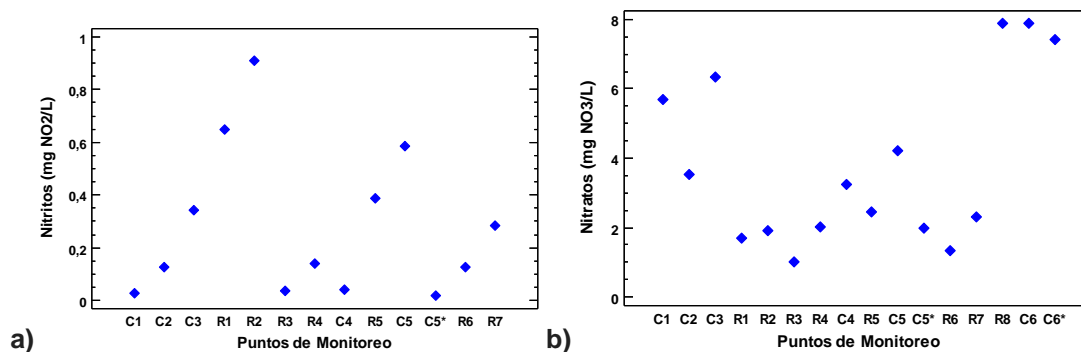 Nitritos (mg NO2/L)
1
0,8
0,6
0,4
0,2
0
C1 C2 C3 R1 R2 R3 R4 C4 R5 C5 C5* R6 R7
Puntos de Monitoreo
a)
Nitratos (mg NO3/L)
8
6
4
2
0
C1 C2 C3 R1 R2 R3 R4 C4 R5 C5 C5* R6 R7 R8 C6 C6*
Puntos de Monitoreo
b)